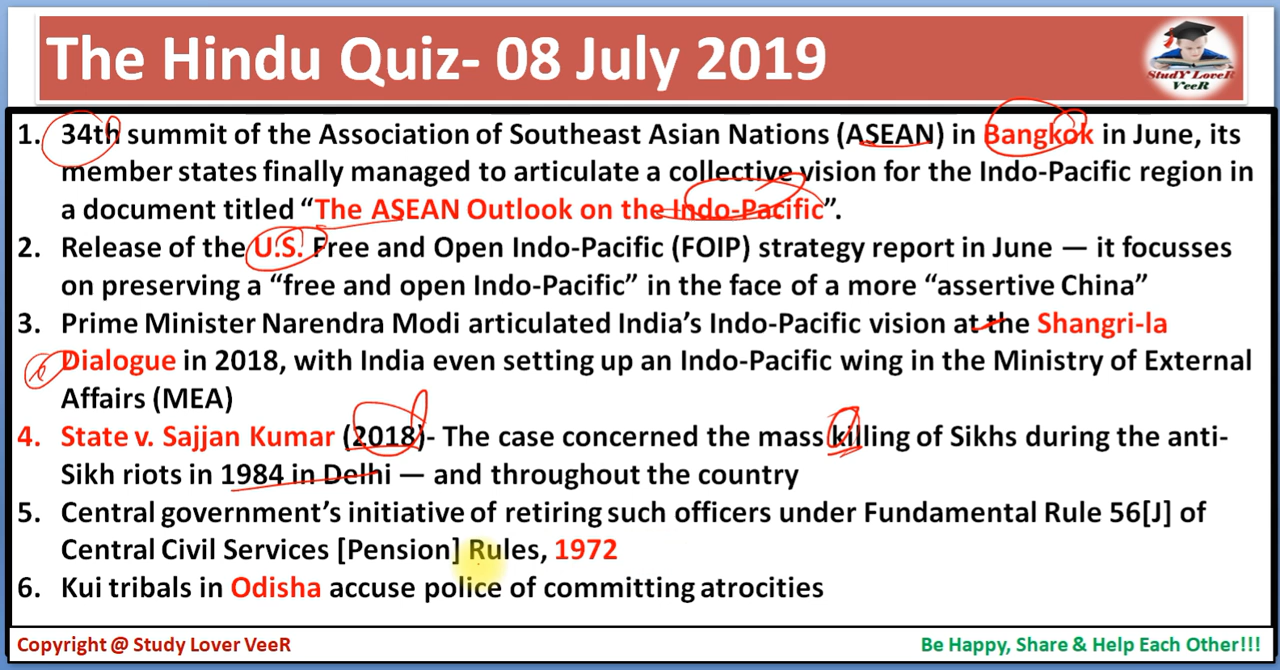 The Hindu Quiz- 08 July 2019
StudY LoveR
VeeR
1. 34th summit of the Association of Southeast Asian Nations (ASEAN) in Bangkok in June, its
member states finally managed to articulate a collective vision for the Indo-Pacific region in
a document titled “The ASEAN Outlook on the Indo-Pacific”.
2. Release of the U.S. Free and Open Indo-Pacific (FOIP) strategy report in June — it focusses
on preserving a “free and open Indo-Pacific” in the face of a more “assertive China”
3. Prime Minister Narendra Modi articulated India’s Indo-Pacific vision at the Shangri-la
Dialogue in 2018, with India even setting up an Indo-Pacific wing in the Ministry of External
Affairs (MEA)
4. State v. Sajjan Kumar (2018)- The case concerned the mass killing of Sikhs during the anti-
Sikh riots in 1984 in Delhi — and throughout the country
5. Central government’s initiative of retiring such officers under Fundamental Rule 56[J] of
Central Civil Services [Pension] Rules, 1972
6. Kui tribals in Odisha accuse police of committing atrocities
Copyright @ Study Lover VeeR
Be Happy, Share & Help Each Other!!!